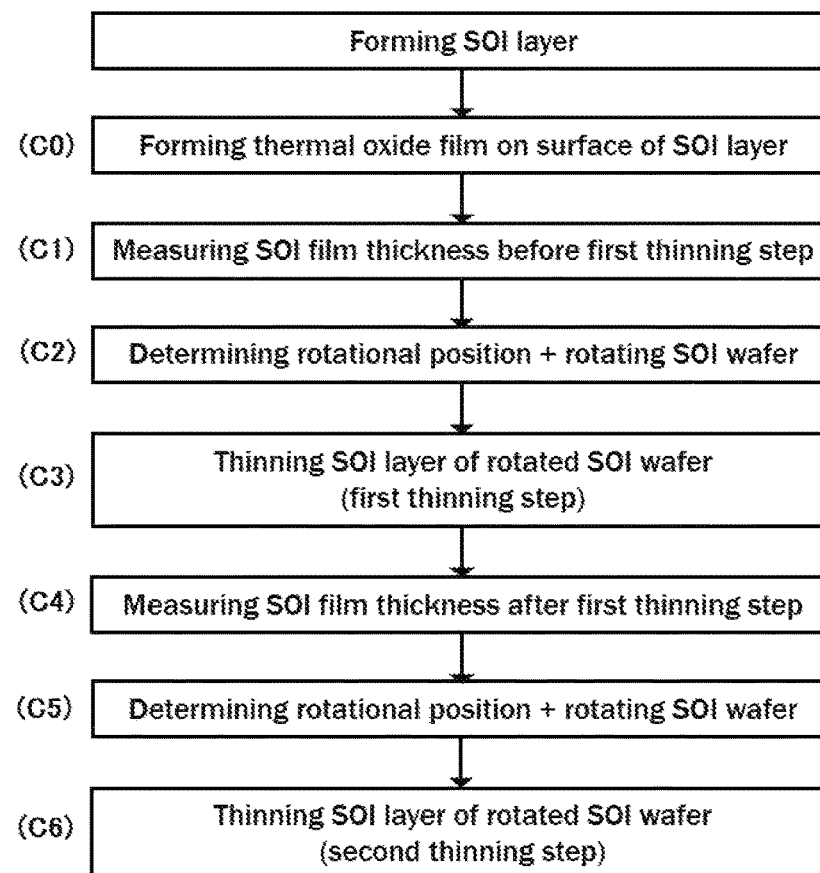 Forming SOI layer
(C0) Forming thermal oxide film on surface of SOI layer
(C1) Measuring SOI film thickness before first thinning step
(C2) Determining rotational position + rotating SOI wafer
(C3) Thinning SOI layer of rotated SOI wafer
(first thinning step)
(C4) Measuring SOI film thickness after first thinning step
(C5) Determining rotational position + rotating SOI wafer
(C6) Thinning SOI layer of rotated SOI wafer
(second thinning step)